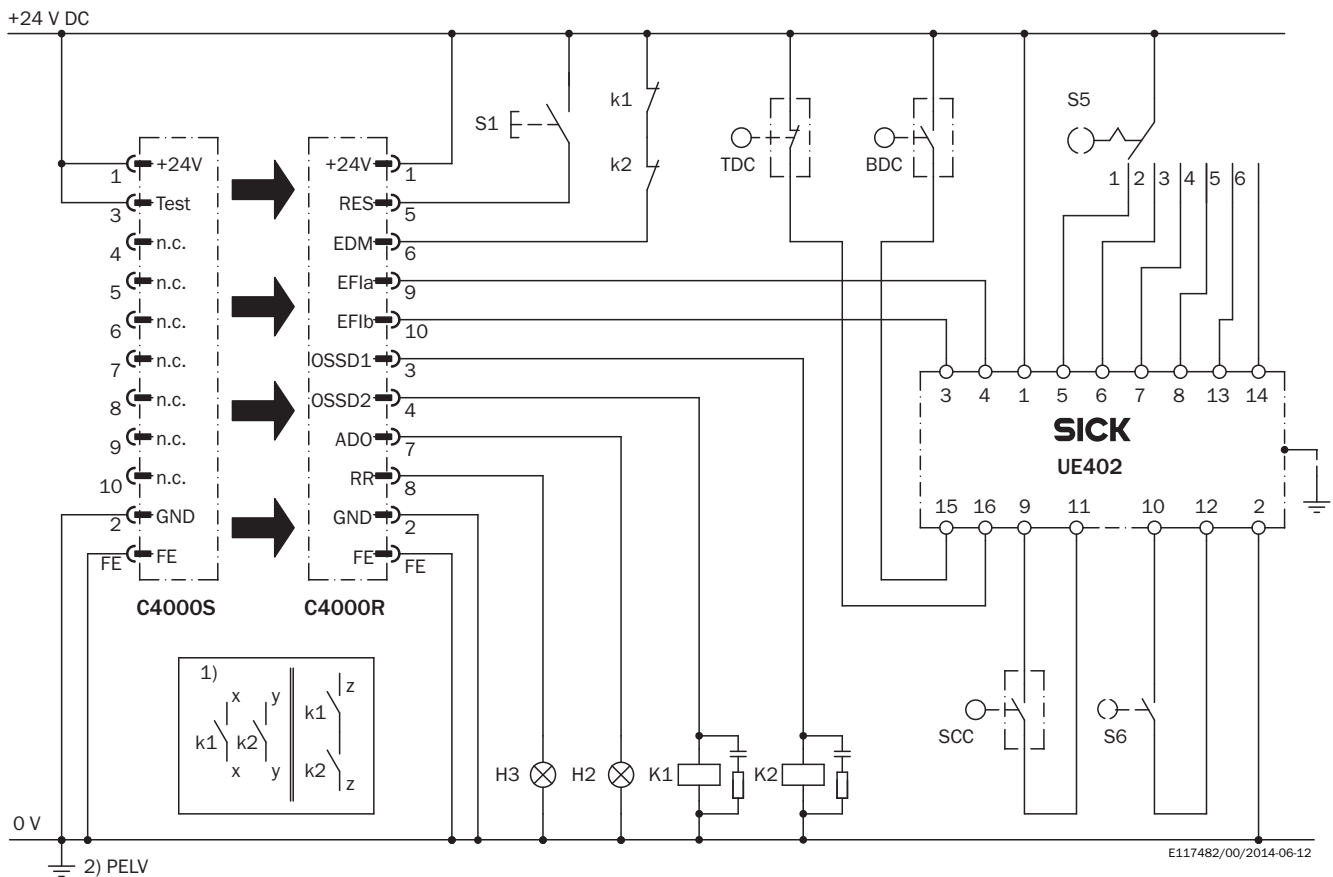 +24 V DC
S1
k1
k2
TDC
BDC
S5
1 2 3 4 5 6
1 +24V
3 Test
4 n.c.
5 n.c.
6 n.c.
7 n.c.
8 n.c.
9 n.c.
10 n.c.
2 GND
FE FE
C4000S
+24V 1
RES 5
EDM 6
EFIa 9
EFIb 10
OSSD1 3
OSSD2 4
ADO 7
RR 8
GND 2
FE FE
C4000R
3 4 1 5 6 7 8 13 14
SICK
UE402
15 16 9 11 10 12 2
SCC
S6
1)
x y z
k1 k2 k1
x y k2 z
H3 H2 K1 K2
0 V
2) PELV
E117482/00/2014-06-12